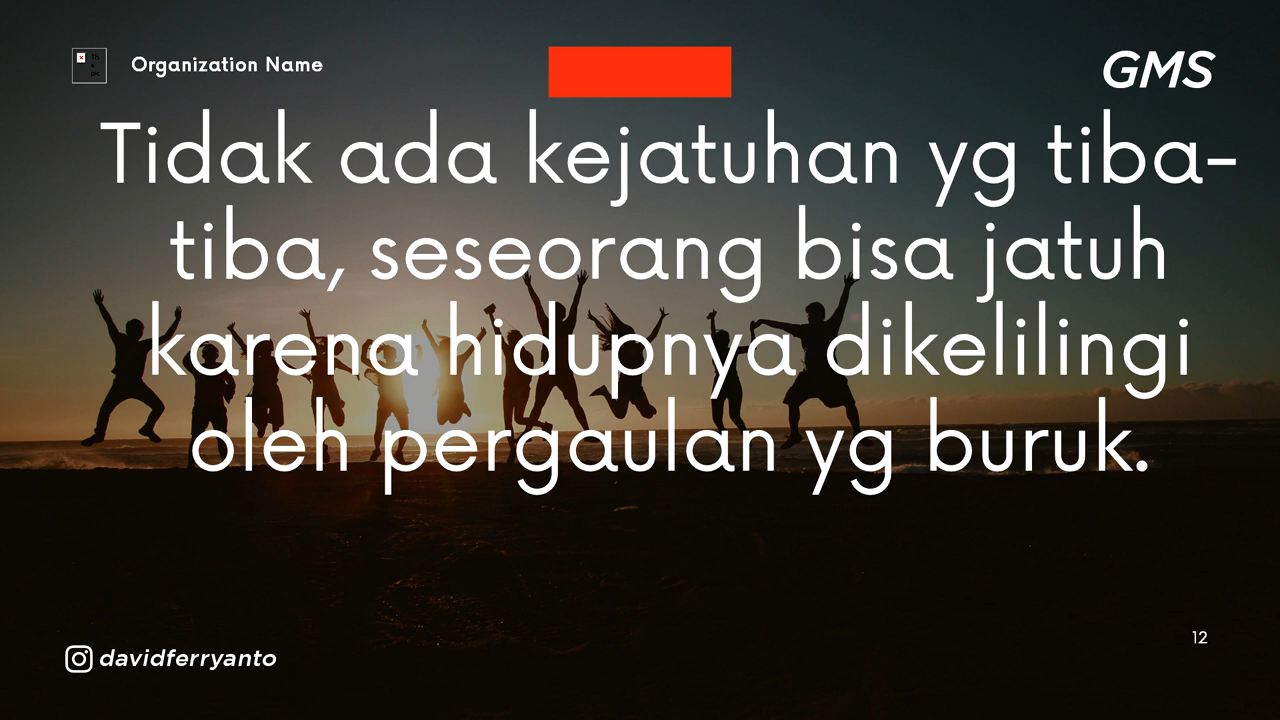 Organization Name
GMS
Tidak ada kejatuhan yg tiba-
tiba, seseorang bisa jatuh
karena hidupnya dikelilingi
oleh pergaulan yg buruk.
12
davidferryanto